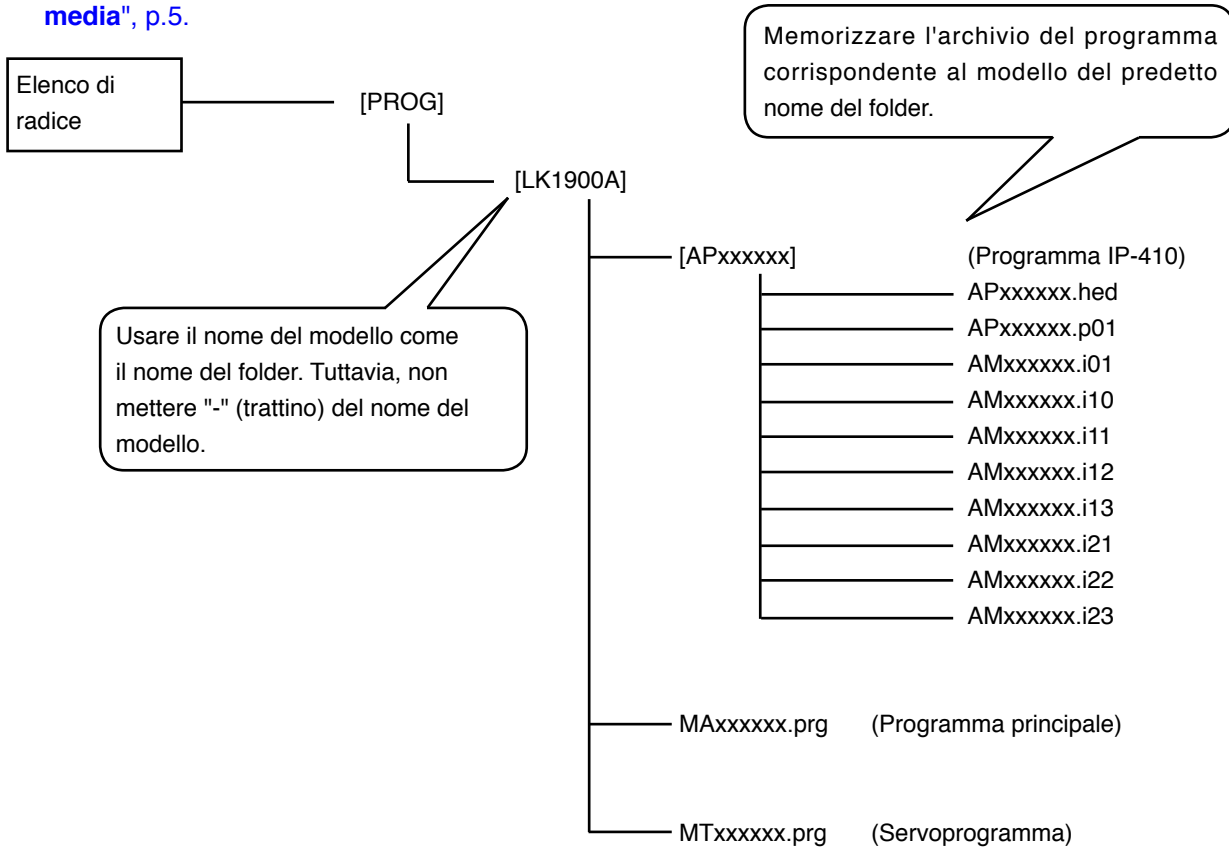 media", p.5.
Memorizzare l'archivio del programma
corrispondente al modello del predetto
nome del folder.
Elenco di
radice
[PROG]
[LK1900A]
[APxxxxxx] (Programma IP-410)
APxxxxxx.hed
APxxxxxx.p01
AMxxxxxx.i01
AMxxxxxx.i10
AMxxxxxx.i11
AMxxxxxx.i12
AMxxxxxx.i13
AMxxxxxx.i21
AMxxxxxx.i22
AMxxxxxx.i23
Usare il nome del modello come
il nome del folder. Tuttavia, non
mettere "-" (trattino) del nome del
modello.
MAxxxxxx.prg (Programma principale)
MTxxxxxx.prg (Servoprogramma)